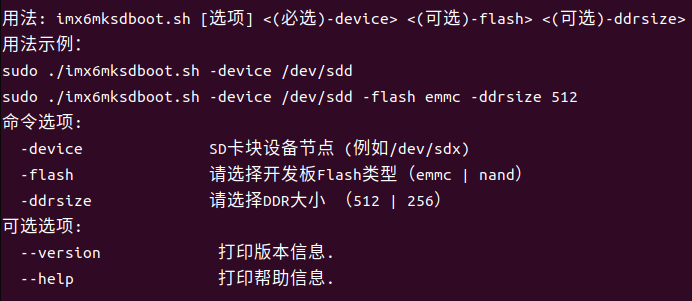 用法: imx6mksdboot.sh [选项] <(必选)-device> <(可选)-flash> <(可选)-ddrsize>
用法示例:
sudo ./imx6mksdboot.sh -device /dev/sdd
sudo ./imx6mksdboot.sh -device /dev/sdd -flash emmc -ddrsize 512
命令选项:
-device SD卡块设备节点 (例如/dev/sdx)
-flash 请选择开发板Flash类型（emmc | nand）
-ddrsize 请选择DDR大小 （512 | 256）
可选选项:
--version 打印版本信息.
--help 打印帮助信息.